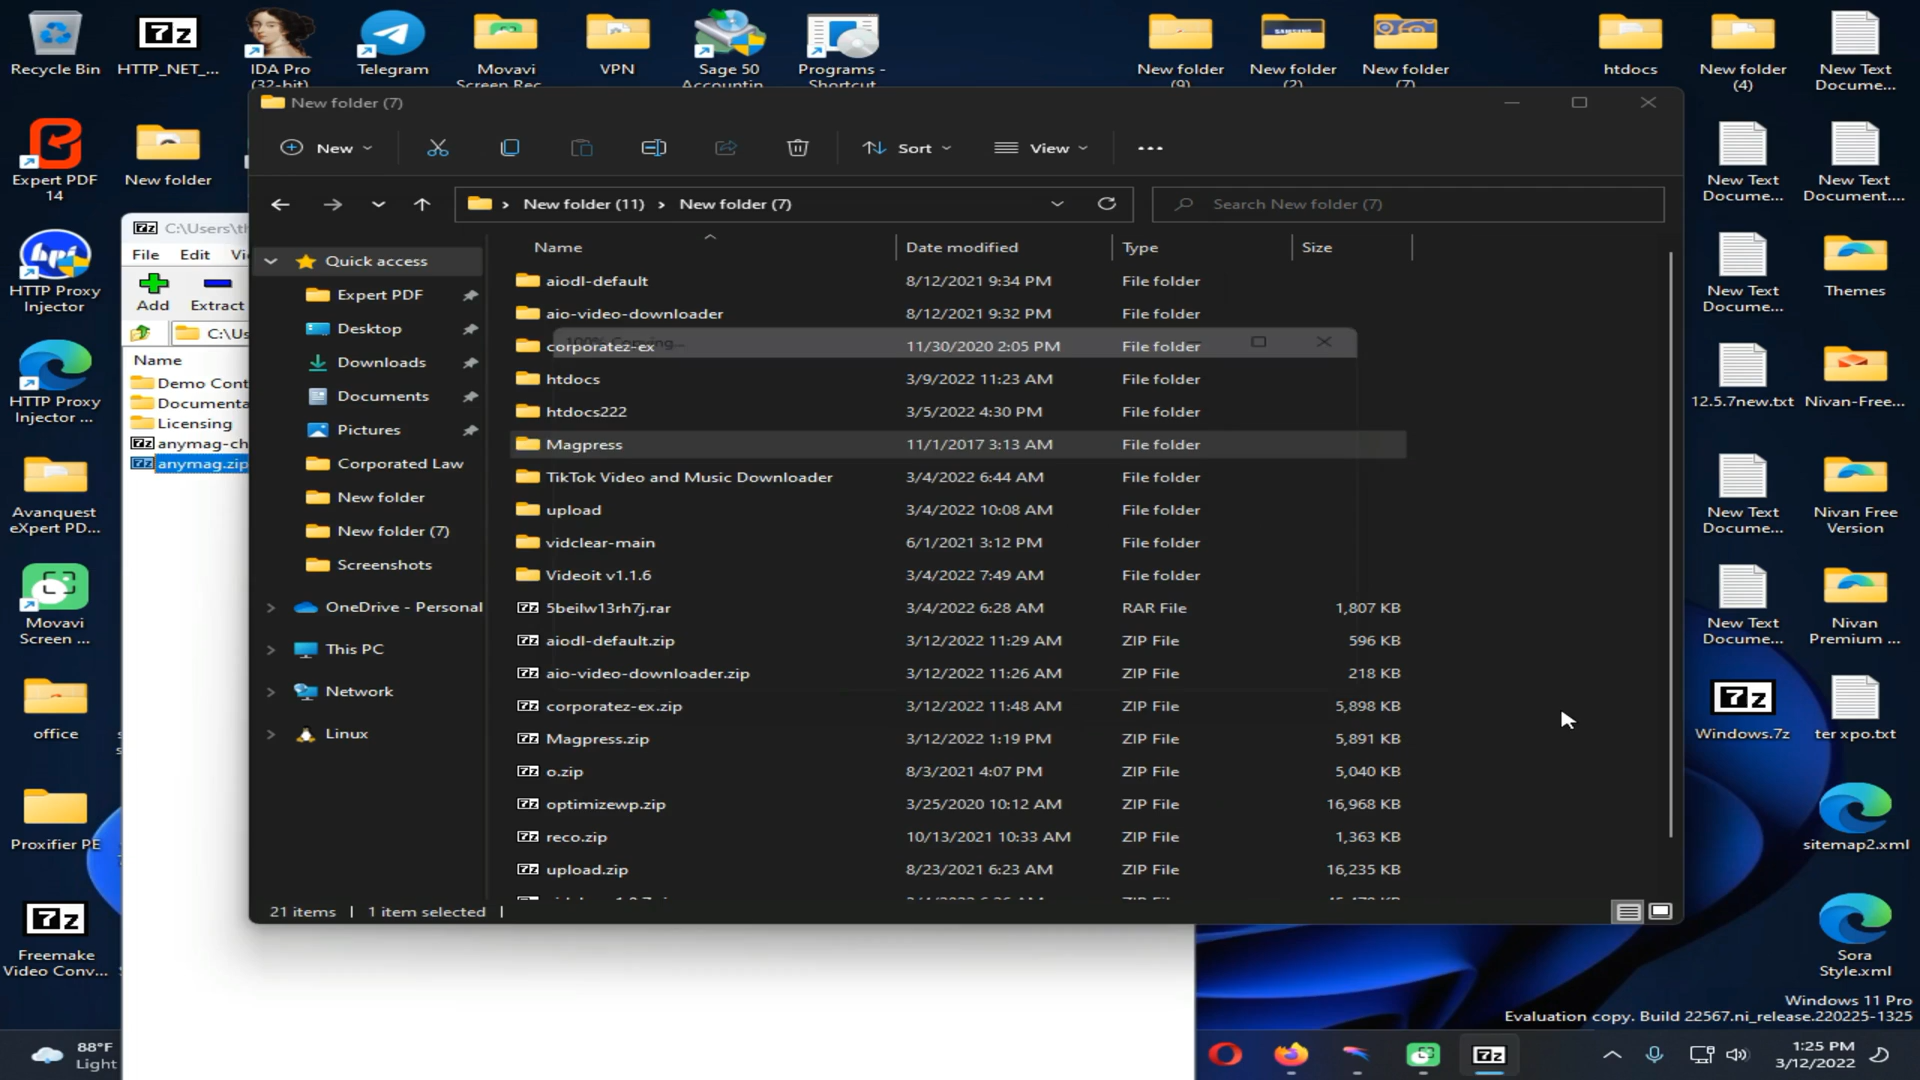 Recycle Bin
HTTP_NET_...
IDA Pro
(32-bit)
Telegram
Movavi
Screen Rec...
VPN
Sage 50
Accountin...
Programs -
Shortcut
New folder
(9)
New folder
(2)
New folder
(7)
htdocs
New folder
(4)
New Text
Docume...
SAMSUNG
New folder (7)
New
Sort
View
New folder (11) > New folder (7)
Search New folder (7)
Name
Date modified
Type
Size
Quick access
Expert PDF
Desktop
Downloads
Documents
Pictures
Corporated Law
New folder
New folder (7)
Screenshots
OneDrive - Personal
This PC
Network
Linux
aiodl-default 8/12/2021 9:34 PM File folder
aio-video-downloader 8/12/2021 9:32 PM File folder
100% Copying...
corporatez-ex 11/30/2020 2:05 PM File folder
htdocs 3/9/2022 11:23 AM File folder
htdocs222 3/5/2022 4:30 PM File folder
Magpress 11/1/2017 3:13 AM File folder
TikTok Video and Music Downloader 3/4/2022 6:44 AM File folder
upload 3/4/2022 10:08 AM File folder
vidclear-main 6/1/2021 3:12 PM File folder
Videoit v1.1.6 3/4/2022 7:49 AM File folder
5beilw13rh7j.rar 3/4/2022 6:28 AM RAR File 1,807 KB
aiodl-default.zip 3/12/2022 11:29 AM ZIP File 596 KB
aio-video-downloader.zip 3/12/2022 11:26 AM ZIP File 218 KB
corporatez-ex.zip 3/12/2022 11:48 AM ZIP File 5,898 KB
Magpress.zip 3/12/2022 1:19 PM ZIP File 5,891 KB
o.zip 8/3/2021 4:07 PM ZIP File 5,040 KB
optimizewp.zip 3/25/2020 10:12 AM ZIP File 16,968 KB
reco.zip 10/13/2021 10:33 AM ZIP File 1,363 KB
upload.zip 8/23/2021 6:23 AM ZIP File 16,235 KB
21 items | 1 item selected |
Expert PDF
14
New folder
HTTP Proxy
Injector
HTTP Proxy
Injector ...
Avanquest
eXpert PD...
Movavi
Screen ...
office
Proxifier PE
Freemake
Video Conv...
7z C:\Users\th
File Edit Vi
Add Extract
C:\Us
Name
Demo Cont
Documenta
Licensing
anymag-ch
anymag.zip
New Text
Docume...
New Text
Document....
New Text
Docume...
Themes
12.5.7new.txt
Nivan-Free...
New Text
Docume...
Nivan Free
Version
New Text
Docume...
Nivan
Premium ...
Windows.7z
ter xpo.txt
sitemap2.xml
Sora
Style.xml
Windows 11 Pro
Evaluation copy. Build 22567.ni_release.220225-1325
88°F
Light
1:25 PM
3/12/2022